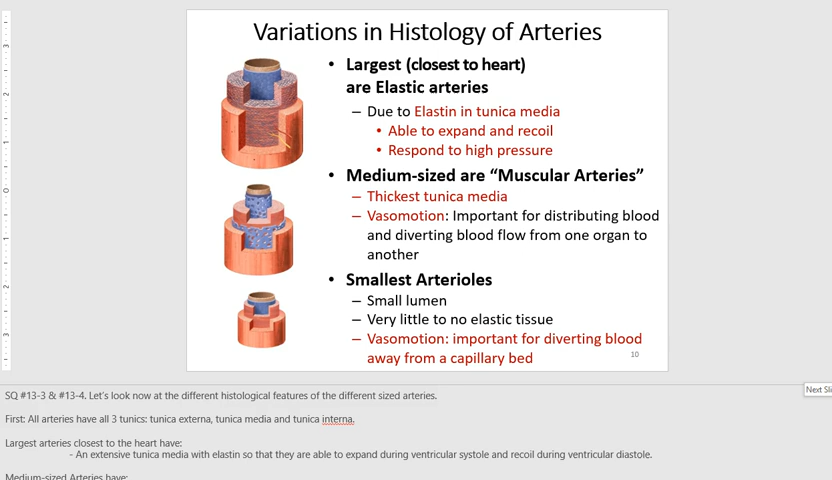 Variations in Histology of Arteries
• Largest (closest to heart)
are Elastic arteries
– Due to Elastin in tunica media
• Able to expand and recoil
• Respond to high pressure
• Medium-sized are “Muscular Arteries”
– Thickest tunica media
– Vasomotion: Important for distributing blood
and diverting blood flow from one organ to
another
• Smallest Arterioles
– Small lumen
– Very little to no elastic tissue
– Vasomotion: important for diverting blood
away from a capillary bed
10
Next Sli
SQ #13-3 & #13-4. Let’s look now at the different histological features of the different sized arteries.
First: All arteries have all 3 tunics: tunica externa, tunica media and tunica interna.
Largest arteries closest to the heart have:
- An extensive tunica media with elastin so that they are able to expand during ventricular systole and recoil during ventricular diastole.
Medium-sized Arteries have: